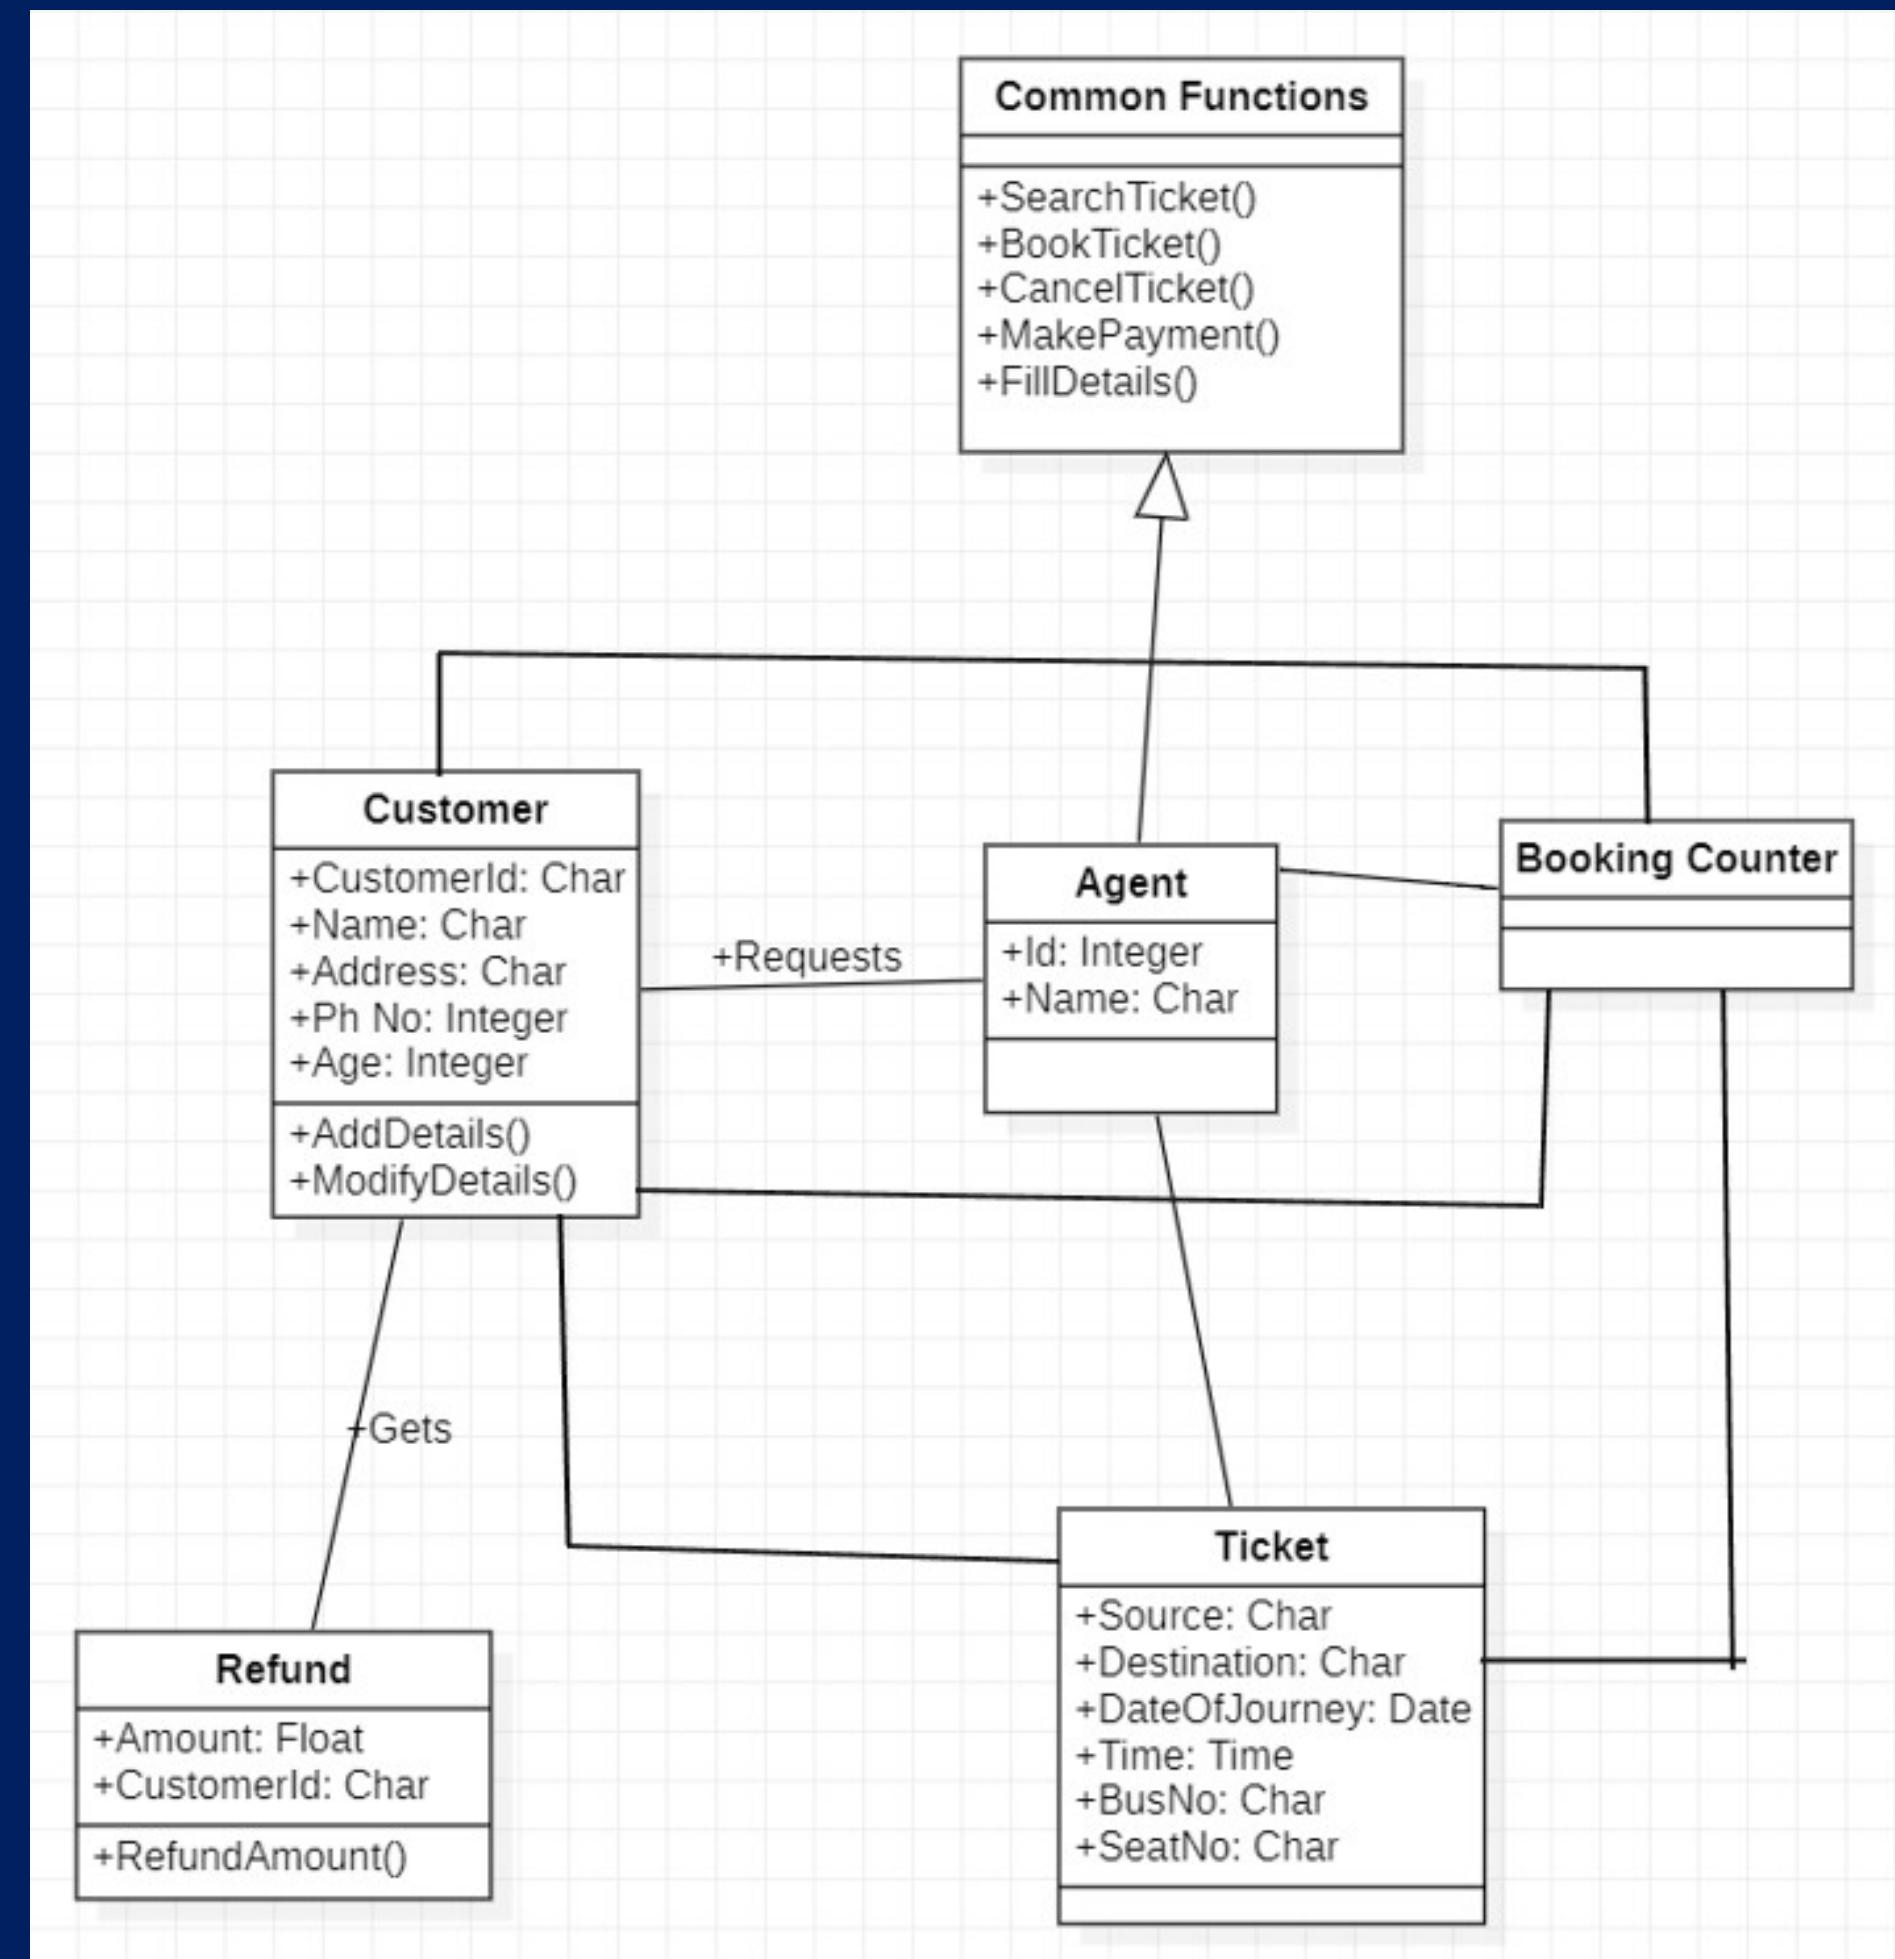 Common Functions
+SearchTicket()
+BookTicket()
+CancelTicket()
+MakePayment()
+FillDetails()
Customer
+CustomerId: Char
+Name: Char
+Address: Char
+Ph No: Integer
+Age: Integer
+AddDetails()
+ModifyDetails()
+Requests
Agent
+Id: Integer
+Name: Char
Booking Counter
+Gets
Refund
+Amount: Float
+CustomerId: Char
+RefundAmount()
Ticket
+Source: Char
+Destination: Char
+DateOfJourney: Date
+Time: Time
+BusNo: Char
+SeatNo: Char